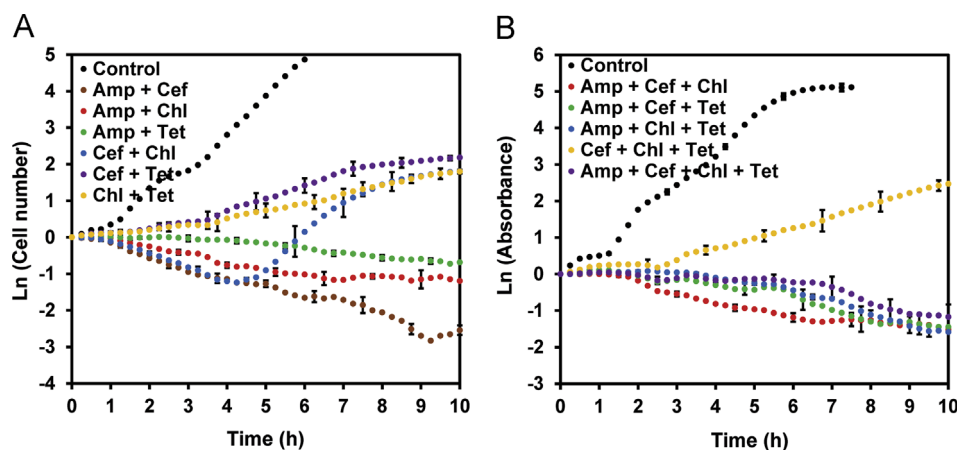 A
Ln (Cell number)
5
4
3
2
1
0
-1
-2
-3
-4
Control
Amp + Cef
Amp + Chl
Amp + Tet
Cef + Chl
Cef + Tet
Chl + Tet
0 1 2 3 4 5 6 7 8 9 10
Time (h)
B
Ln (Absorbance)
6
5
4
3
2
1
0
-1
-2
-3
Control
Amp + Cef + Chl
Amp + Cef + Tet
Amp + Chl + Tet
Cef + Chl + Tet
Amp + Cef + Chl + Tet
0 1 2 3 4 5 6 7 8 9 10
Time (h)